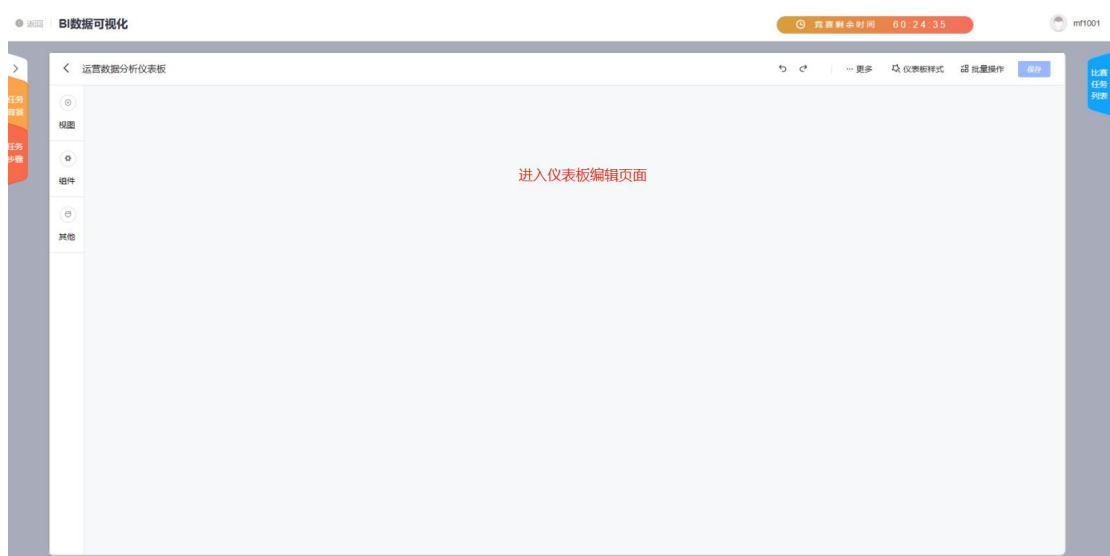 返回 BI数据可视化 竞赛剩余时间 60:24:35 mf1001
运营数据分析仪表板 更多 仪表板样式 批量操作 保存
比赛
任务
列表
任务
背景
任务
步骤
视图
组件
其他
进入仪表板编辑页面